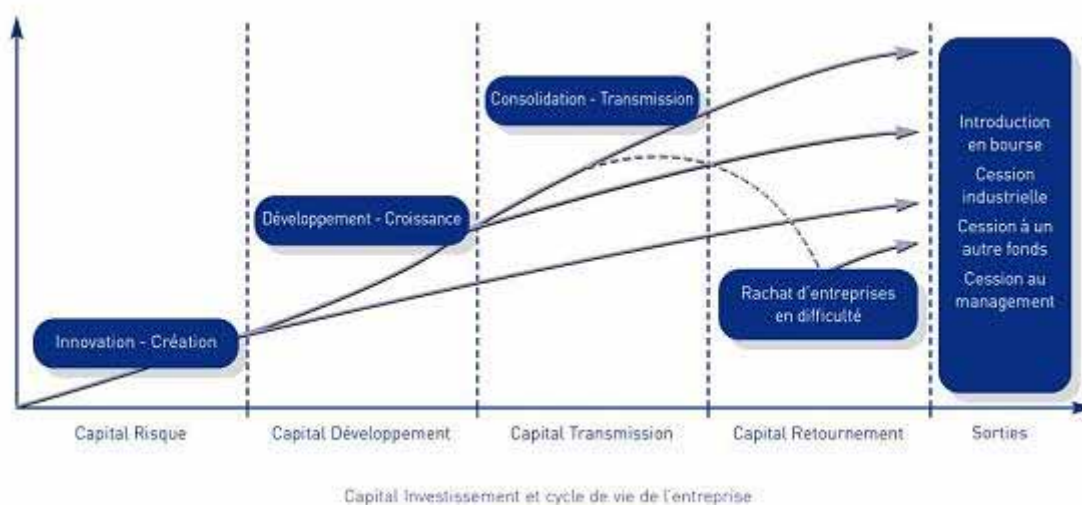 Consolidation - Transmission
Développement - Croissance
Innovation - Création
Rachat d'entreprises
en difficulté
Introduction
en bourse
Cession
industrielle
Cession à un
autre fonds
Cession au
management
Capital Risque
Capital Développement
Capital Transmission
Capital Retournement
Sorties
Capital Investissement et cycle de vie de l'entreprise